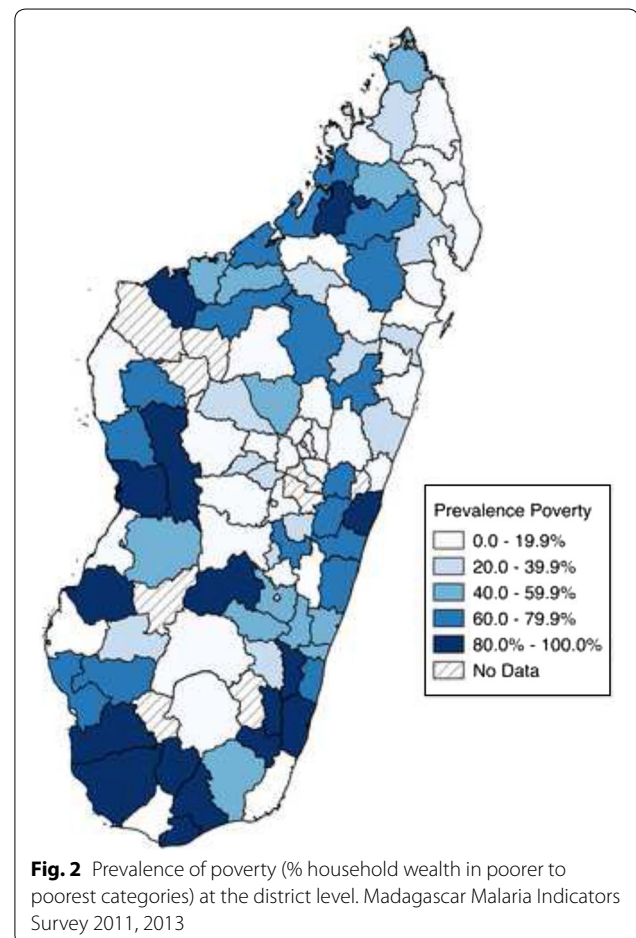 Prevalence Poverty
0.0 - 19.9%
20.0 - 39.9%
40.0 - 59.9%
60.0 - 79.9%
80.0% - 100.0%
No Data
Fig. 2 Prevalence of poverty (% household wealth in poorer to
poorest categories) at the district level. Madagascar Malaria Indicators
Survey 2011, 2013